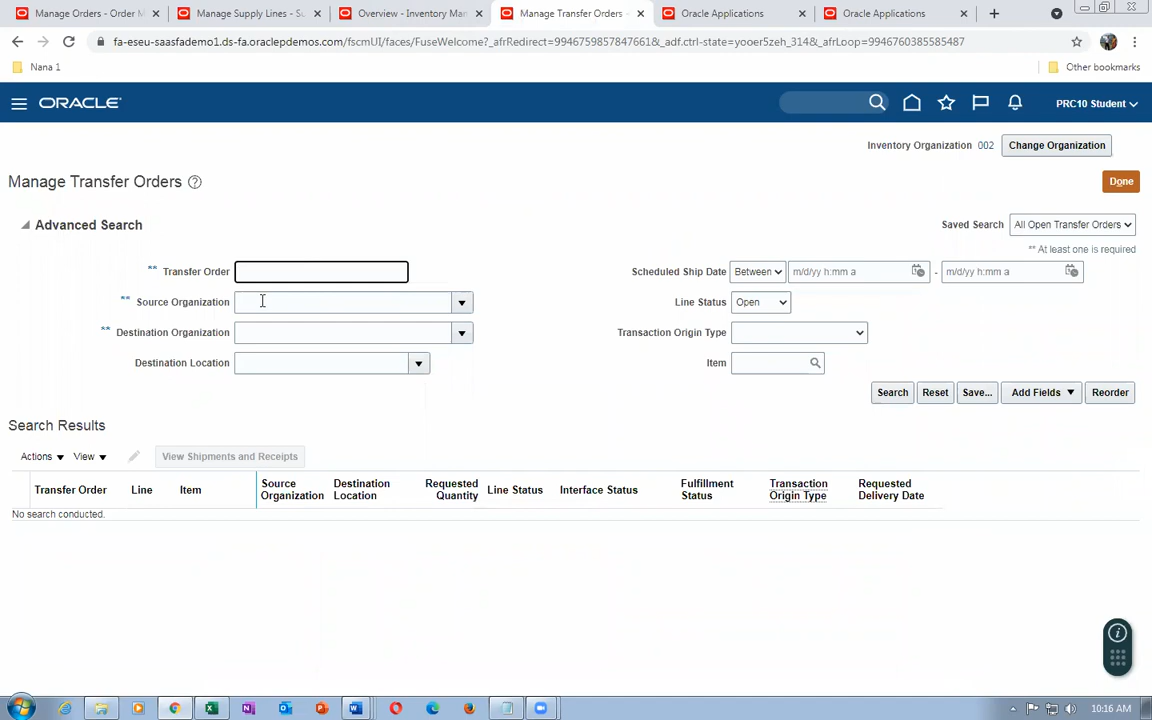 Manage Orders - Order M
Manage Supply Lines - Su
Overview - Inventory Man
Manage Transfer Orders -
Oracle Applications
Oracle Applications
fa-eseu-saasfademo1.ds-fa.oraclepdemos.com/fscmUI/faces/FuseWelcome?_afrRedirect=9946759857847661&_adf.ctrl-state=yooer5zeh_314&_afrLoop=9946760385585487
Nana 1
Other bookmarks
ORACLE
PRC10 Student
Inventory Organization 002 Change Organization
Manage Transfer Orders
Done
Advanced Search
Saved Search All Open Transfer Orders
** At least one is required
** Transfer Order
Scheduled Ship Date Between m/d/yy h:mm a - m/d/yy h:mm a
** Source Organization
Line Status Open
** Destination Organization
Transaction Origin Type
Destination Location
Item
Search Reset Save... Add Fields Reorder
Search Results
Actions View View Shipments and Receipts
Transfer Order Line Item Source Organization Destination Location Requested Quantity Line Status Interface Status Fulfillment Status Transaction Origin Type Requested Delivery Date
No search conducted.
10:16 AM